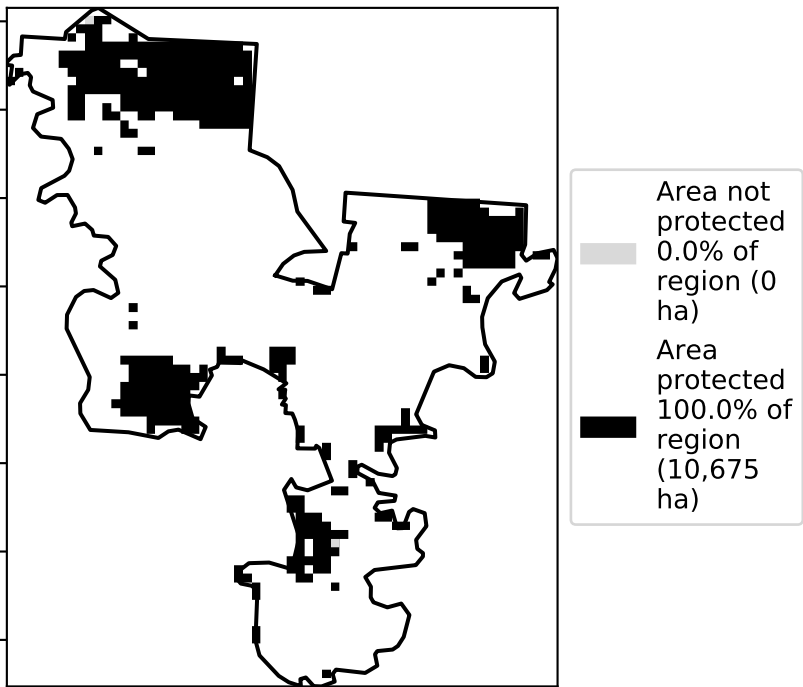 Area not
protected
0.0% of
region (0
ha)
Area
protected
100.0% of
region
(10,675
ha)